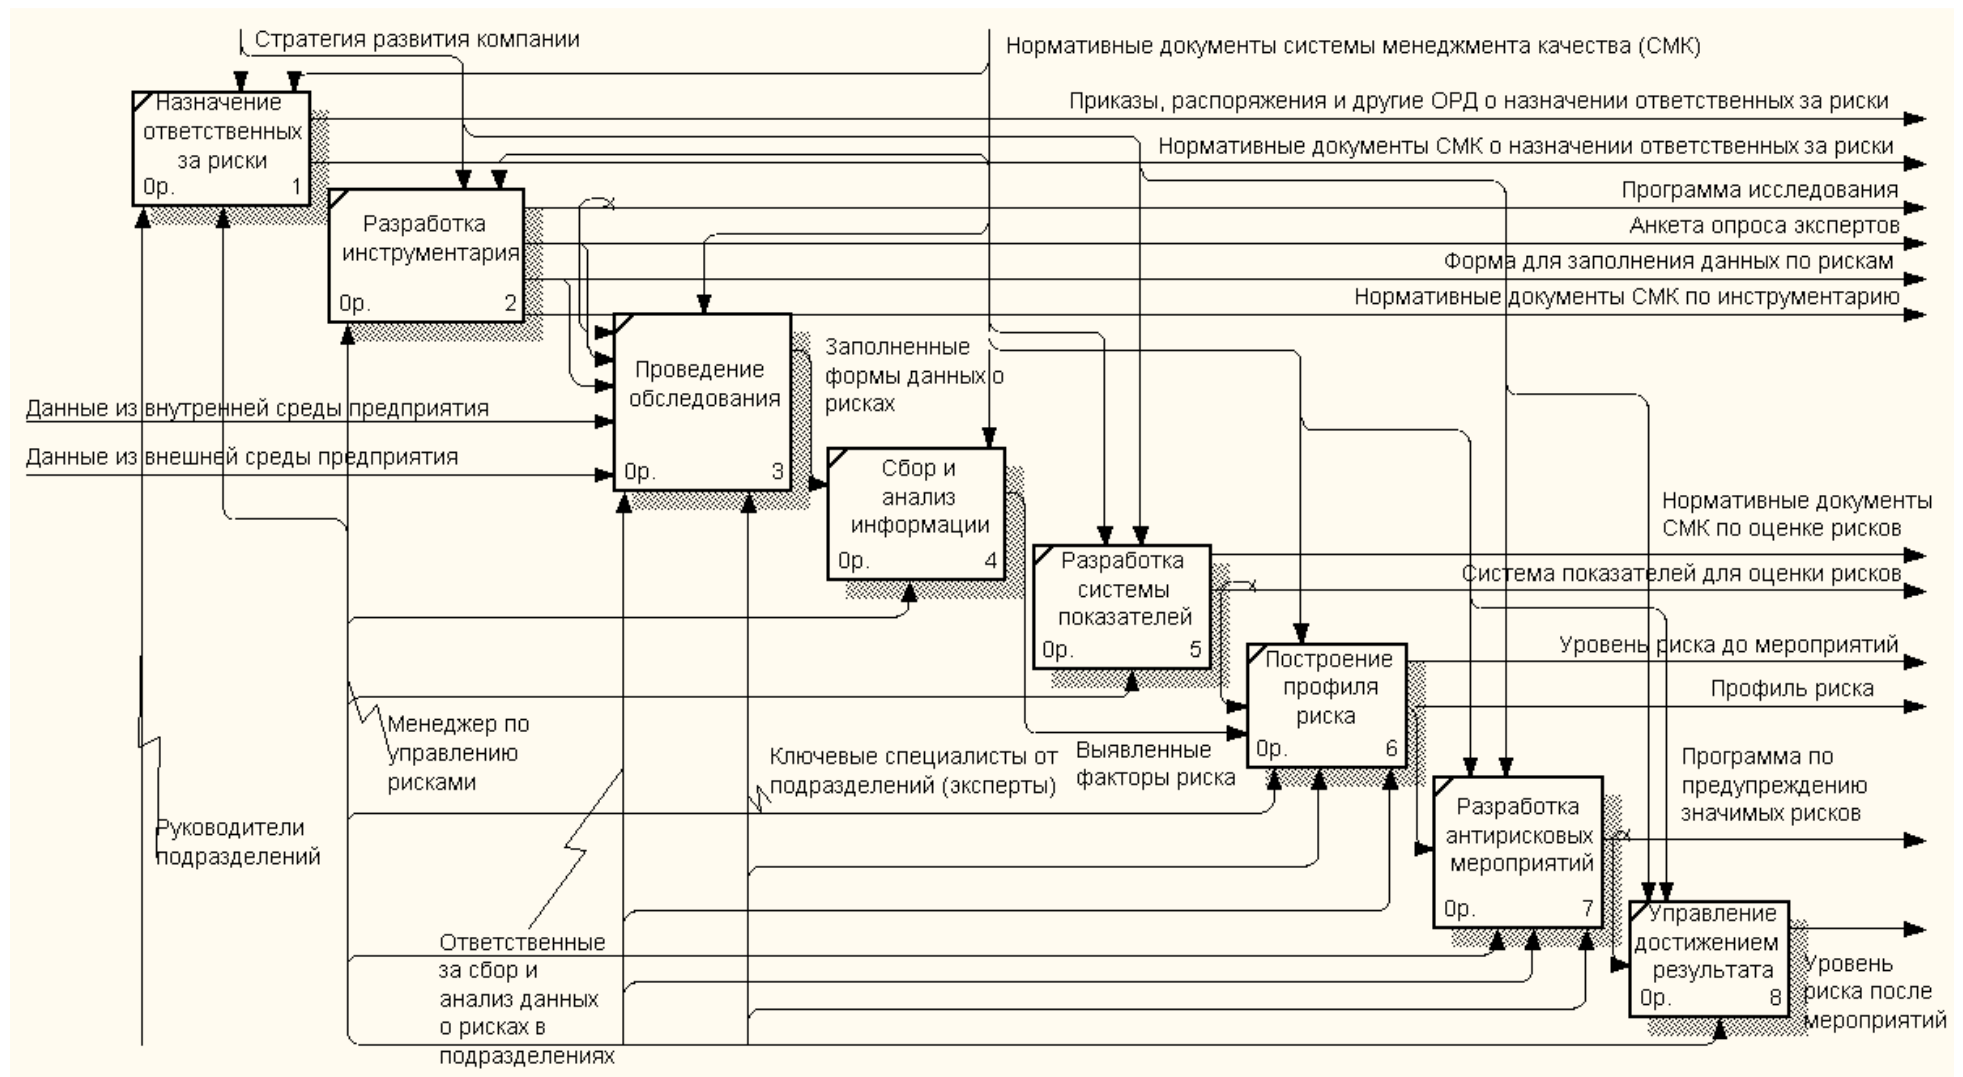 Стратегия развития компании
Нормативные документы системы менеджмента качества (СМК)
Приказы, распоряжения и другие ОРД о назначении ответственных за риски
Нормативные документы СМК о назначении ответственных за риски
Назначение
ответственных
за риски
0р. 1
Программа исследования
Анкета опроса экспертов
Форма для заполнения данных по рискам
Нормативные документы СМК по инструментарию
Разработка
инструментария
0р. 2
Проведение
обследования
0р. 3
Заполненные
формы данных о
рисках
Данные из внутренней среды предприятия
Данные из внешней среды предприятия
Сбор и
анализ
информации
0р. 4
Нормативные документы
СМК по оценке рисков
Система показателей для оценки рисков
Разработка
системы
показателей
0р. 5
Уровень риска до мероприятий
Профиль риска
Построение
профиля
риска
0р. 6
Менеджер по
управлению
рисками
Ключевые специалисты от
подразделений (эксперты)
Выявленные
факторы риска
Программа по
предупреждению
значимых рисков
Руководители
подразделений
Разработка
антирисковых
мероприятий
0р. 7
Ответственные
за сбор и
анализ данных
о рисках в
подразделениях
Управление
достижением
результата
0р. 8
Уровень
риска после
мероприятий